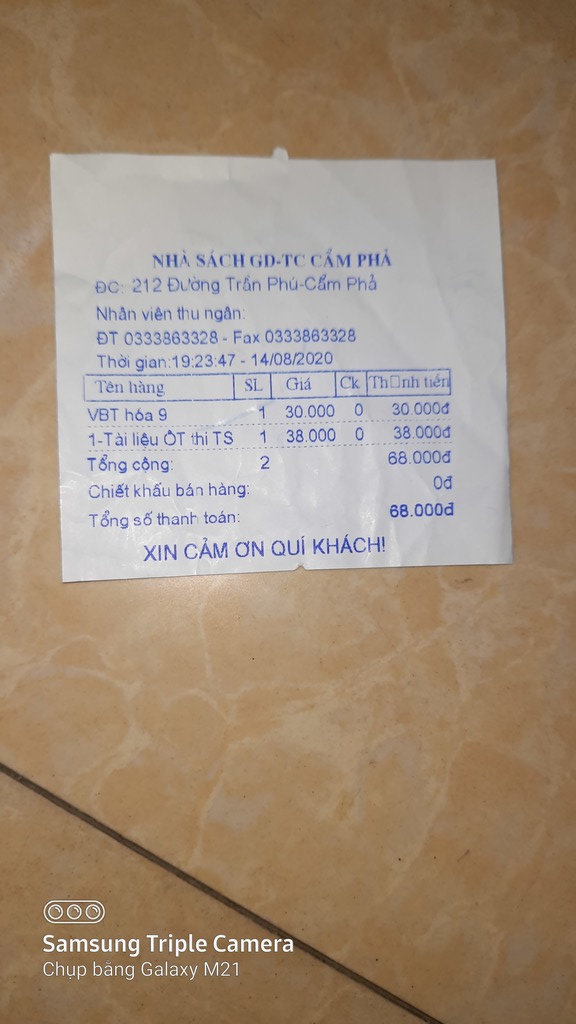 NHÀ SÁCH GD-TC CẨM PHẢ
ĐC: 212 Đường Trần Phú-Cẩm Phả
Nhân viên thu ngân:
ĐT 0333863328 - Fax 0333863328
Thời gian:19:23:47 - 14/08/2020
Tên hàng SL Giá Ck Th□nh tiền
VBT hóa 9 1 30.000 0 30.000đ
1-Tài liệu ÔT thi TS 1 38.000 0 38.000đ
Tổng cộng: 2 68.000đ
Chiết khấu bán hàng: 0đ
Tổng số thanh toán: 68.000đ
XIN CẢM ƠN QUÍ KHÁCH!
Samsung Triple Camera
Chụp bằng Galaxy M21